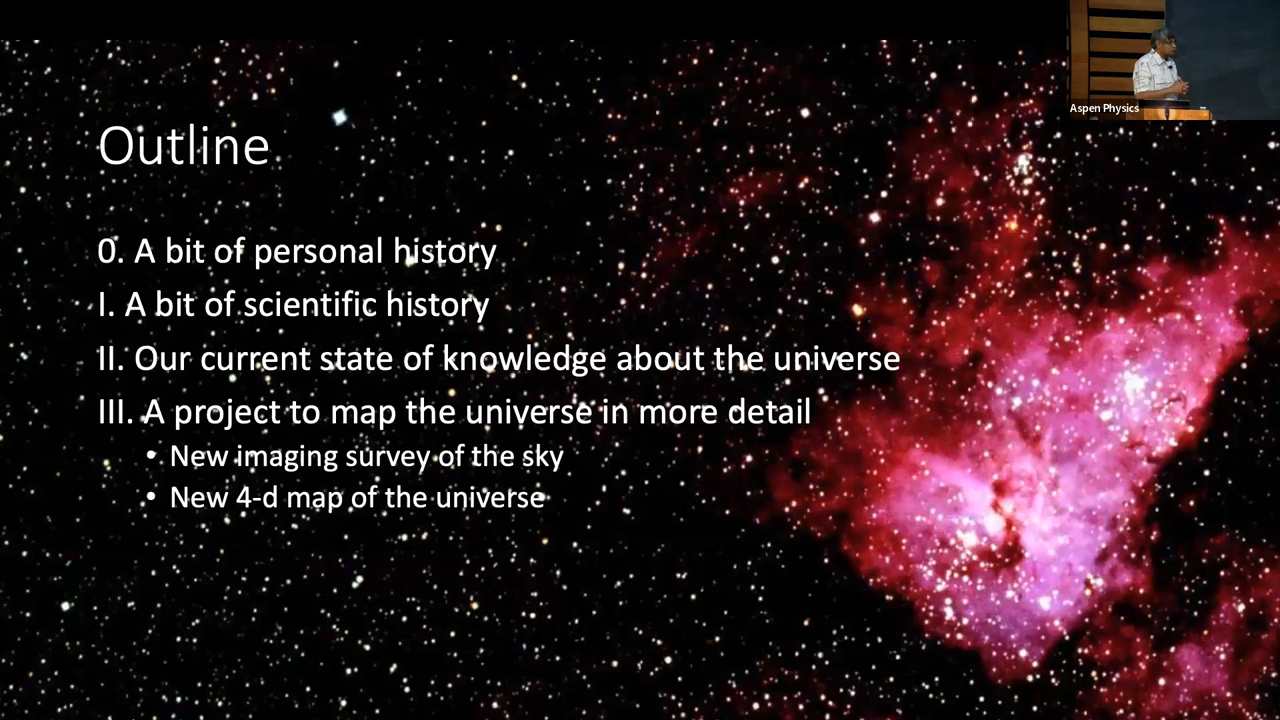 Aspen Physics
Outline
0. A bit of personal history
I. A bit of scientific history
II. Our current state of knowledge about the universe
III. A project to map the universe in more detail
• New imaging survey of the sky
• New 4-d map of the universe